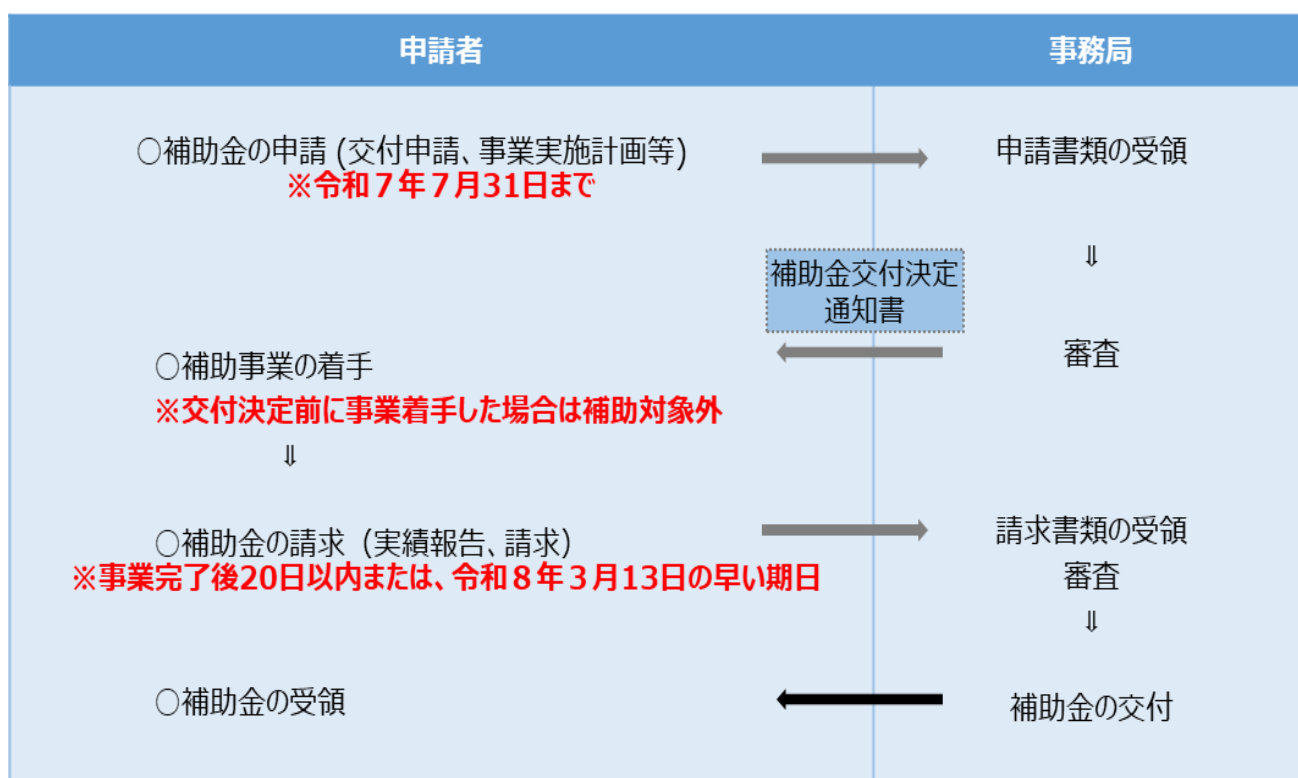 申請者
事務局
○補助金の申請 (交付申請、事業実施計画等)
申請書類の受領
※令和７年７月31日まで
⇓
補助金交付決定
通知書
○補助事業の着手
審査
※交付決定前に事業着手した場合は補助対象外
⇓
○補助金の請求（実績報告、請求）
請求書類の受領
※事業完了後20日以内または、令和８年３月13日の早い期日
審査
⇓
○補助金の受領
補助金の交付